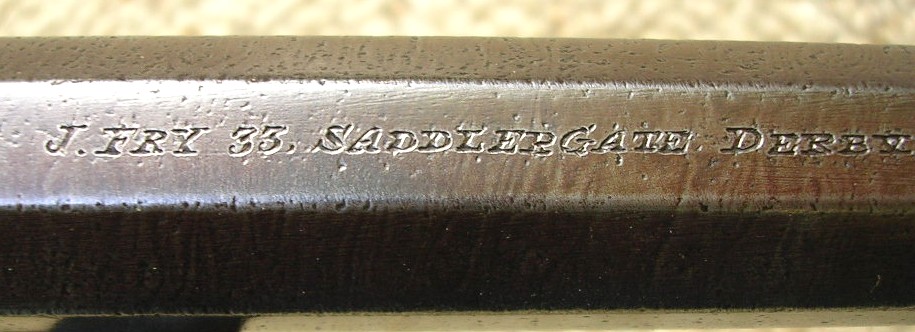 J. FRY 33, SADDLERGATE DERBY